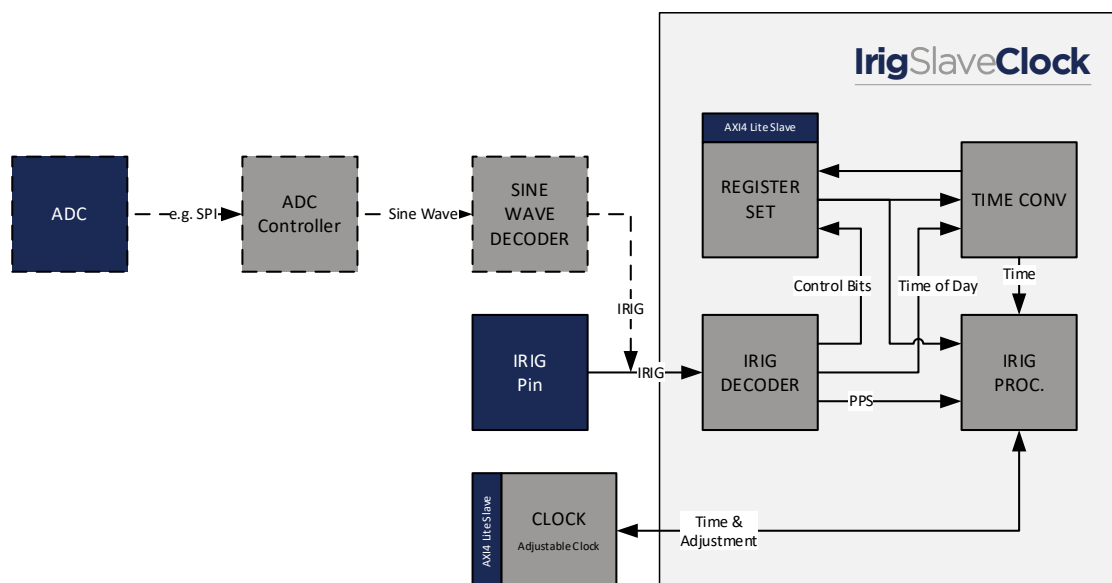 IrigSlaveClock
AXI4 Lite Slave
ADC
e.g. SPI
ADC
Controller
Sine Wave
SINE
WAVE
DECODER
REGISTER
SET
TIME CONV
Control Bits
Time of Day
Time
IRIG
IRIG
Pin
IRIG
IRIG
DECODER
PPS
IRIG
PROC.
AXI4 Lite Slave
CLOCK
Adjustable Clock
Time &
Adjustment